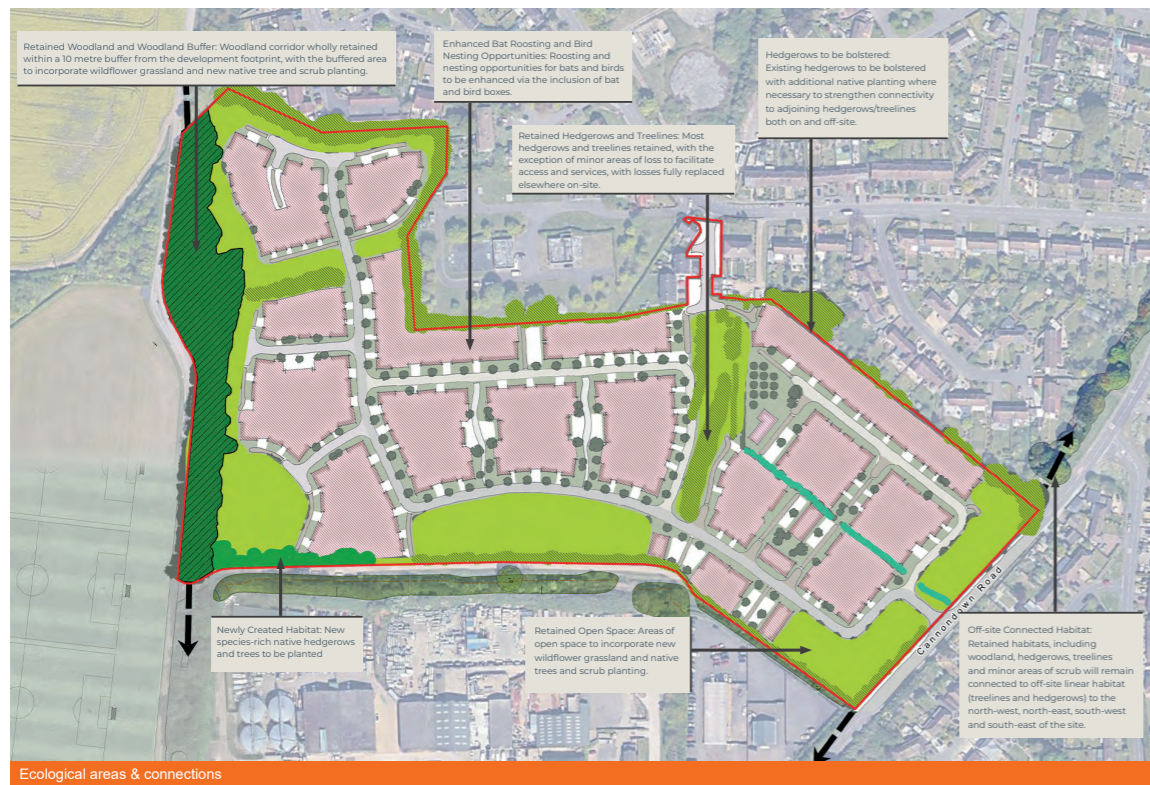 Retained Woodland and Woodland Buffer: Woodland corridor wholly retained
within a 10 metre buffer from the development footprint, with the buffered area
to incorporate wildflower grassland and new native tree and scrub planting.
Enhanced Bat Roosting and Bird
Nesting Opportunities: Roosting and
nesting opportunities for bats and birds
to be enhanced via the inclusion of bat
and bird boxes.
Hedgerows to be bolstered:
Existing hedgerows to be bolstered
with additional native planting where
necessary to strengthen connectivity
to adjoining hedgerows/treelines
both on and off-site.
Retained Hedgerows and Treelines: Most
hedgerows and treelines retained, with the
exception of minor areas of loss to facilitate
access and services, with losses fully replaced
elsewhere on-site.
Newly Created Habitat: New
species-rich native hedgerows
and trees to be planted
Retained Open Space: Areas of
open space to incorporate new
wildflower grassland and native
trees and scrub planting.
Cannondown Road
Off-site Connected Habitat:
Retained habitats, including
woodland, hedgerows, treelines
and minor areas of scrub will remain
connected to off-site linear habitat
(treelines and hedgerows) to the
north-west, north-east, south-west
and south-east of the site.
Ecological areas & connections